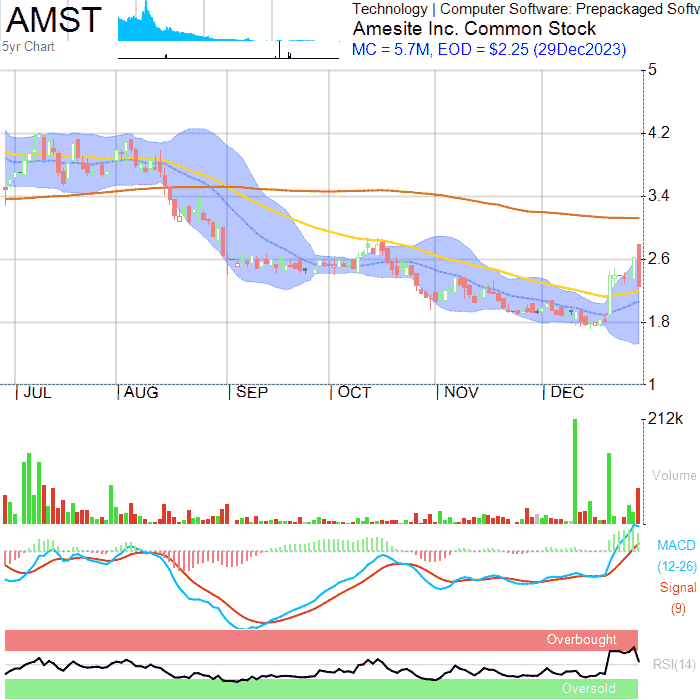 AMST
5yr Chart
Technology | Computer Software: Prepackaged Softw
Amesite Inc. Common Stock
MC = 5.7M, EOD = $2.25 (29Dec2023)
5
4.2
3.4
2.6
1.8
1
JUL AUG SEP OCT NOV DEC
212k
Volume
MACD
(12-26)
Signal
(9)
Overbought
RSI(14)
Oversold